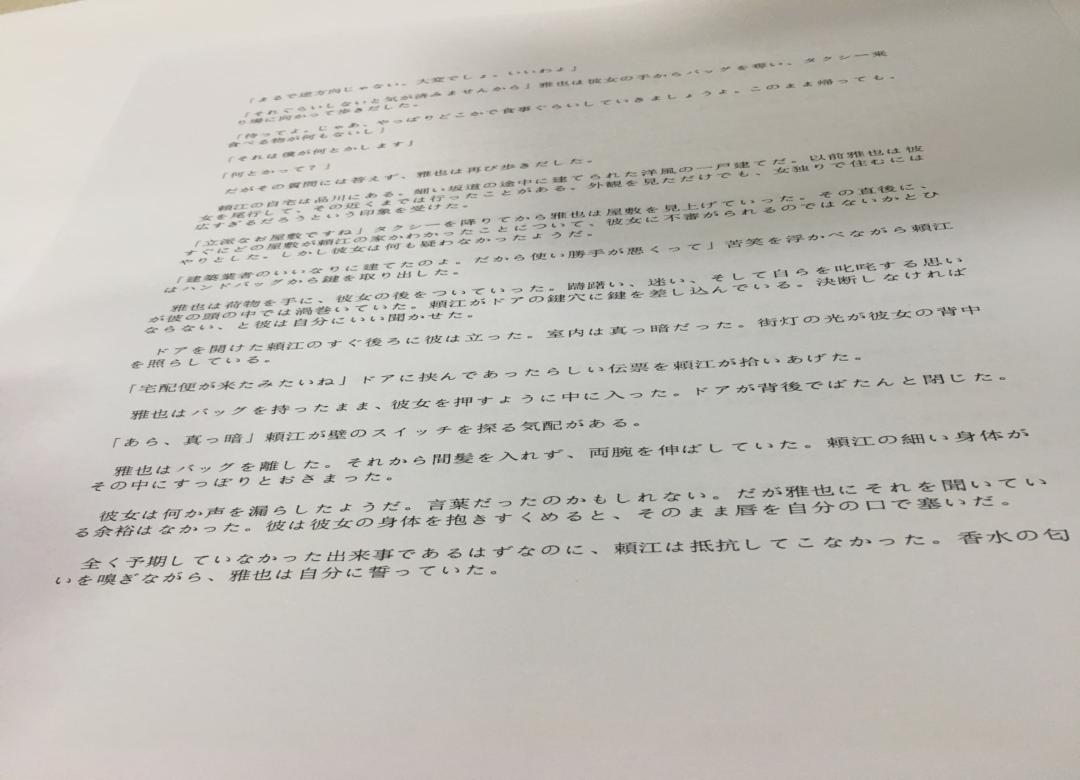 「まるで逆方向じゃない。大変でしょ。いいわよ」
「それぐらいしないと気が済みませんから」雅也は彼女の手からバッグを奪い、タクシー乗
り場に向かって歩きだした。
「待ってよ。じゃあ、やっぱりどこかで食事ぐらいしていきましょうよ。このまま帰っても、
食べる物が何もないし」
「それは僕が何とかします」
「何とかって？」
だがその質問には答えず、雅也は再び歩きだした。
頼江の自宅は品川にある。細い坂道の途中に建てられた洋風の一戸建てだ。以前雅也は彼
女を尾行して、その近くまでは行ったことがある。外観を見ただけでも、女独りで住むには
広すぎるだろうという印象を受けた。
「立派なお屋敷ですね」タクシーを降りてから雅也は屋敷を見上げていった。その直後に、
すぐにどの屋敷が頼江の家かわかったことについて、彼女に不審がられるのではないかとひ
やりとした。しかし彼女は何も疑わなかったようだ。
「建築業者のいいなりに建てたのよ。だから使い勝手が悪くって」苦笑を浮かべながら頼江
はハンドバッグから鍵を取り出した。
雅也は荷物を手に、彼女の後をついていった。躊躇い、迷い、そして自らを叱咤する思い
が彼の頭の中では渦巻いていた。頼江がドアの鍵穴に鍵を差し込んでいる。決断しなければ
ならない、と彼は自分にいい聞かせた。
ドアを開けた頼江のすぐ後ろに彼は立った。室内は真っ暗だった。街灯の光が彼女の背中
を照らしている。
「宅配便が来たみたいね」ドアに挟んであったらしい伝票を頼江が拾いあげた。
雅也はバッグを持ったまま、彼女を押すように中に入った。ドアが背後でばたんと閉じた。
「あら、真っ暗」頼江が壁のスイッチを探る気配がある。
雅也はバッグを離した。それから間髪を入れず、両腕を伸ばしていた。頼江の細い身体が
その中にすっぽりとおさまった。
彼女は何か声を漏らしたようだ。言葉だったのかもしれない。だが雅也にそれを聞いてい
る余裕はなかった。彼は彼女の身体を抱きすくめると、そのまま唇を自分の口で塞いだ。
全く予期していなかった出来事であるはずなのに、頼江は抵抗してこなかった。香水の匂
いを嗅ぎながら、雅也は自分に誓っていた。